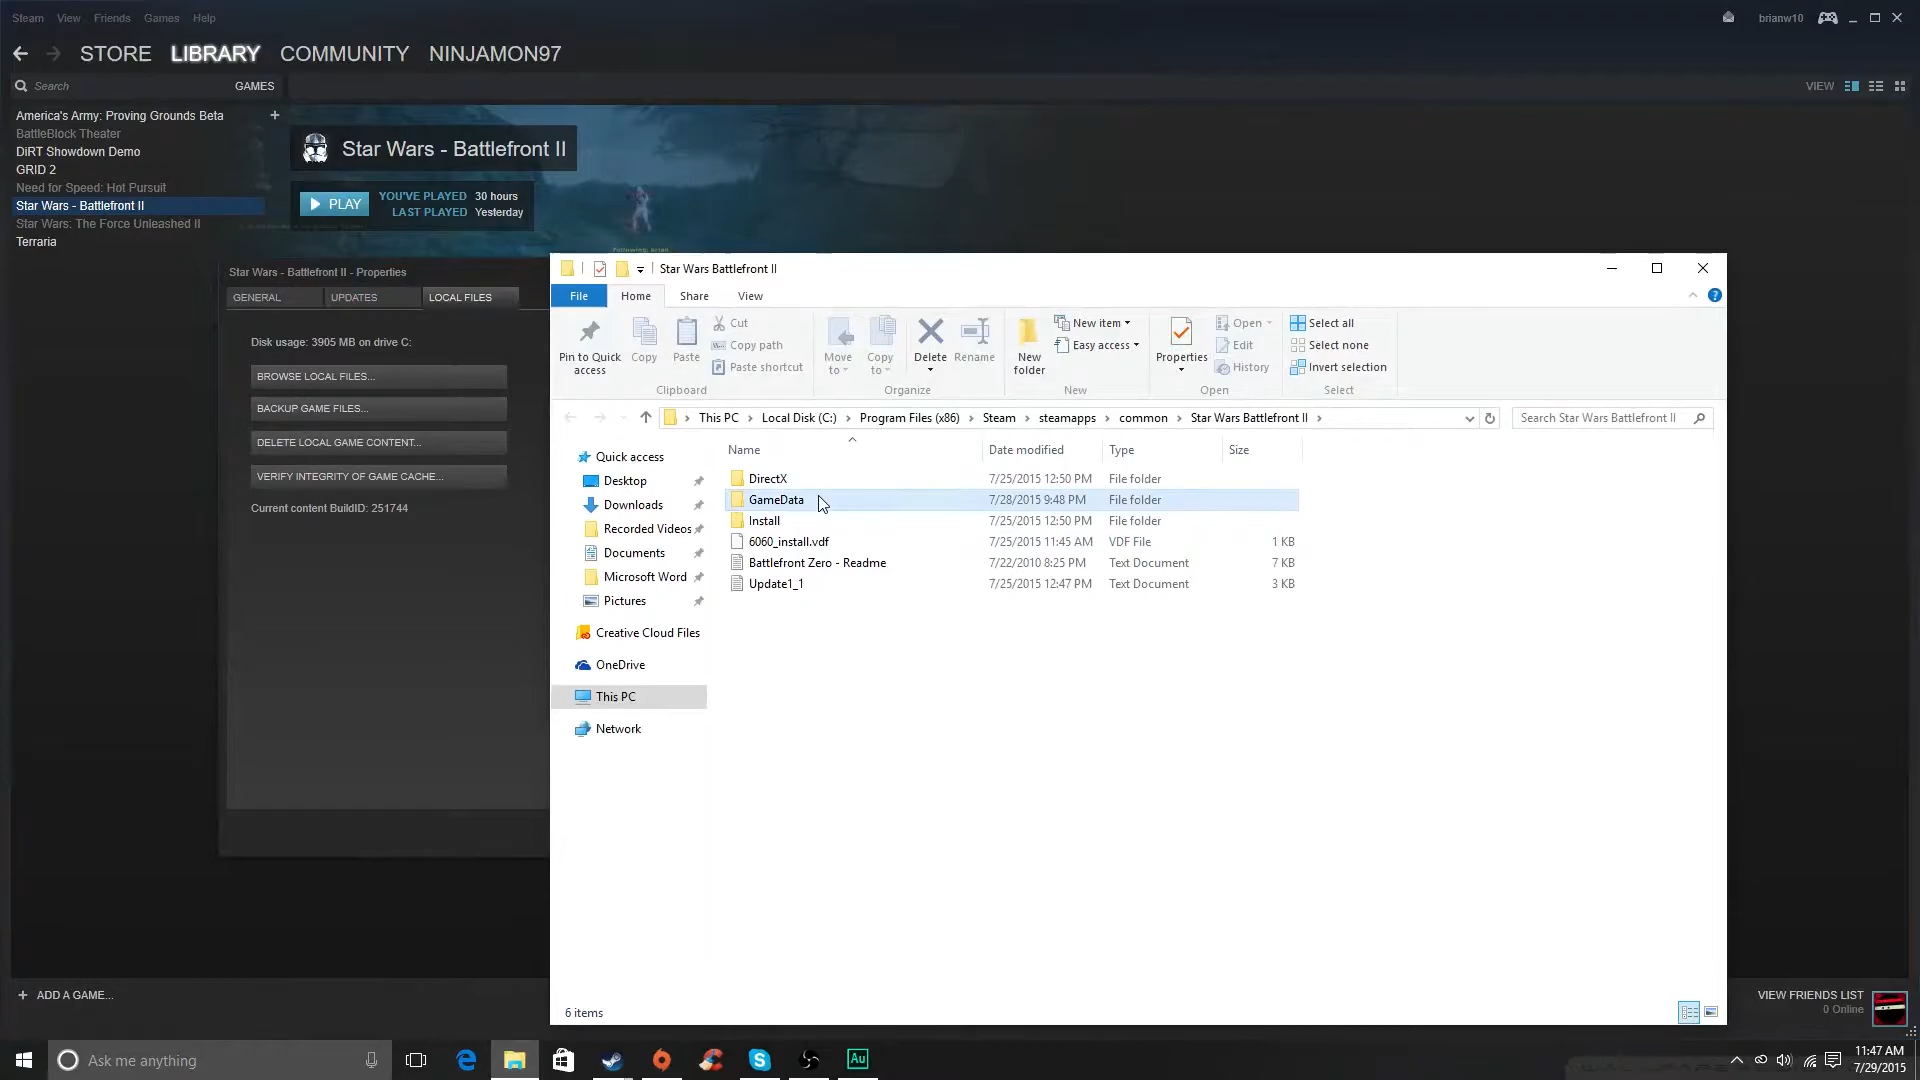 Steam View Friends Games Help
brianw10
STORE LIBRARY COMMUNITY NINJAMON97
Search GAMES
VIEW
America's Army: Proving Grounds Beta
BattleBlock Theater
DiRT Showdown Demo
GRID 2
Need for Speed: Hot Pursuit
Star Wars - Battlefront II
Star Wars: The Force Unleashed II
Terraria
Star Wars - Battlefront II
PLAY
YOU'VE PLAYED 30 hours
LAST PLAYED Yesterday
Star Wars - Battlefront II - Properties
GENERAL UPDATES LOCAL FILES
Disk usage: 3905 MB on drive C:
BROWSE LOCAL FILES...
BACKUP GAME FILES...
DELETE LOCAL GAME CONTENT...
VERIFY INTEGRITY OF GAME CACHE...
Current content BuildID: 251744
Star Wars Battlefront II
File Home Share View
Pin to Quick access
Copy
Paste
Cut
Copy path
Paste shortcut
Clipboard
Move to
Copy to
Delete
Rename
Organize
New folder
New item
Easy access
New
Properties
Open
Edit
History
Open
Select all
Select none
Invert selection
Select
This PC Local Disk (C:) Program Files (x86) Steam steamapps common Star Wars Battlefront II
Search Star Wars Battlefront II
Quick access
Desktop
Downloads
Recorded Videos
Documents
Microsoft Word
Pictures
Creative Cloud Files
OneDrive
This PC
Network
Name Date modified Type Size
DirectX 7/25/2015 12:50 PM File folder
GameData 7/28/2015 9:48 PM File folder
Install 7/25/2015 12:50 PM File folder
6060_install.vdf 7/25/2015 11:45 AM VDF File 1 KB
Battlefront Zero - Readme 7/22/2010 8:25 PM Text Document 7 KB
Update1_1 7/25/2015 12:47 PM Text Document 3 KB
6 items
+ ADD A GAME...
VIEW FRIENDS LIST
0 Online
Ask me anything
Au
11:47 AM
7/29/2015